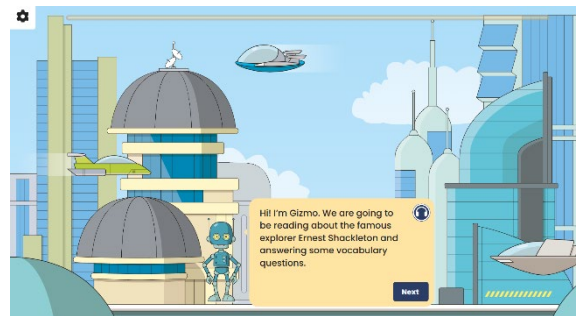 Hi! I'm Gizmo. We are going to
be reading about the famous
explorer Ernest Shackleton and
answering some vocabulary
questions.
Next